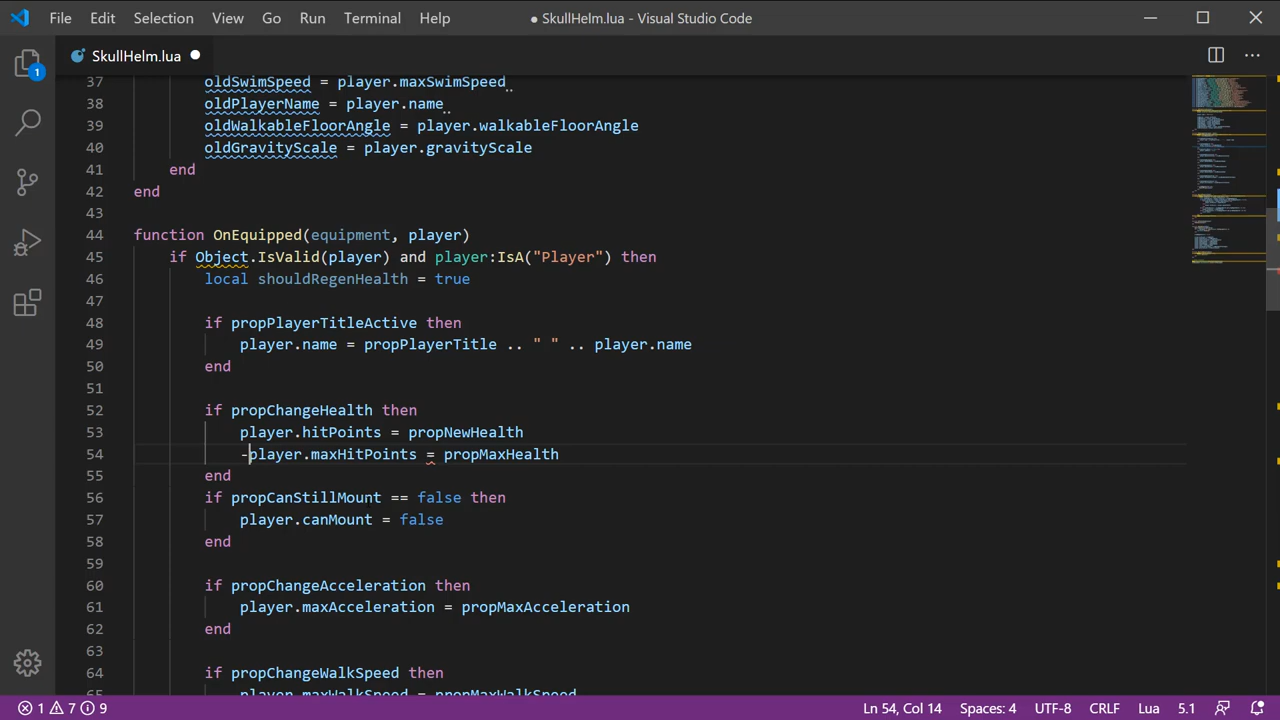 File Edit Selection View Go Run Terminal Help ● SkullHelm.lua - Visual Studio Code
SkullHelm.lua
1
37 oldSwimSpeed = player.maxSwimSpeed
38 oldPlayerName = player.name
39 oldWalkableFloorAngle = player.walkableFloorAngle
40 oldGravityScale = player.gravityScale
41 end
42 end
43
44 function OnEquipped(equipment, player)
45 if Object.IsValid(player) and player:IsA("Player") then
46 local shouldRegenHealth = true
47
48 if propPlayerTitleActive then
49 player.name = propPlayerTitle .. " " .. player.name
50 end
51
52 if propChangeHealth then
53 player.hitPoints = propNewHealth
54 -player.maxHitPoints = propMaxHealth
55 end
56 if propCanStillMount == false then
57 player.canMount = false
58 end
59
60 if propChangeAcceleration then
61 player.maxAcceleration = propMaxAcceleration
62 end
63
64 if propChangeWalkSpeed then
65 player.maxWalkSpeed = propMaxWalkSpeed
1 7 9 Ln 54, Col 14 Spaces: 4 UTF-8 CRLF Lua 5.1